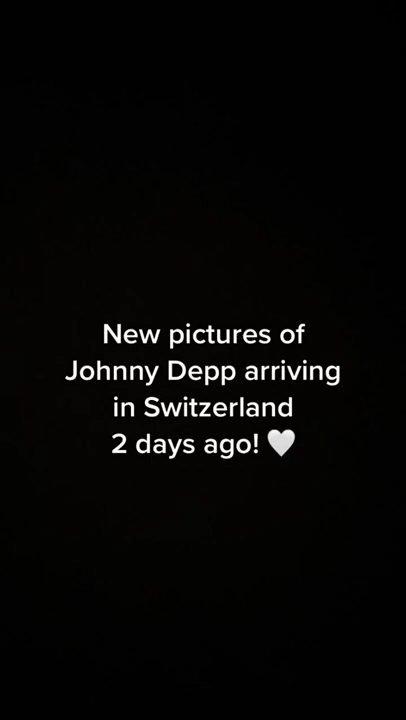 New pictures of
Johnny Depp arriving
in Switzerland
2 days ago! 🤍